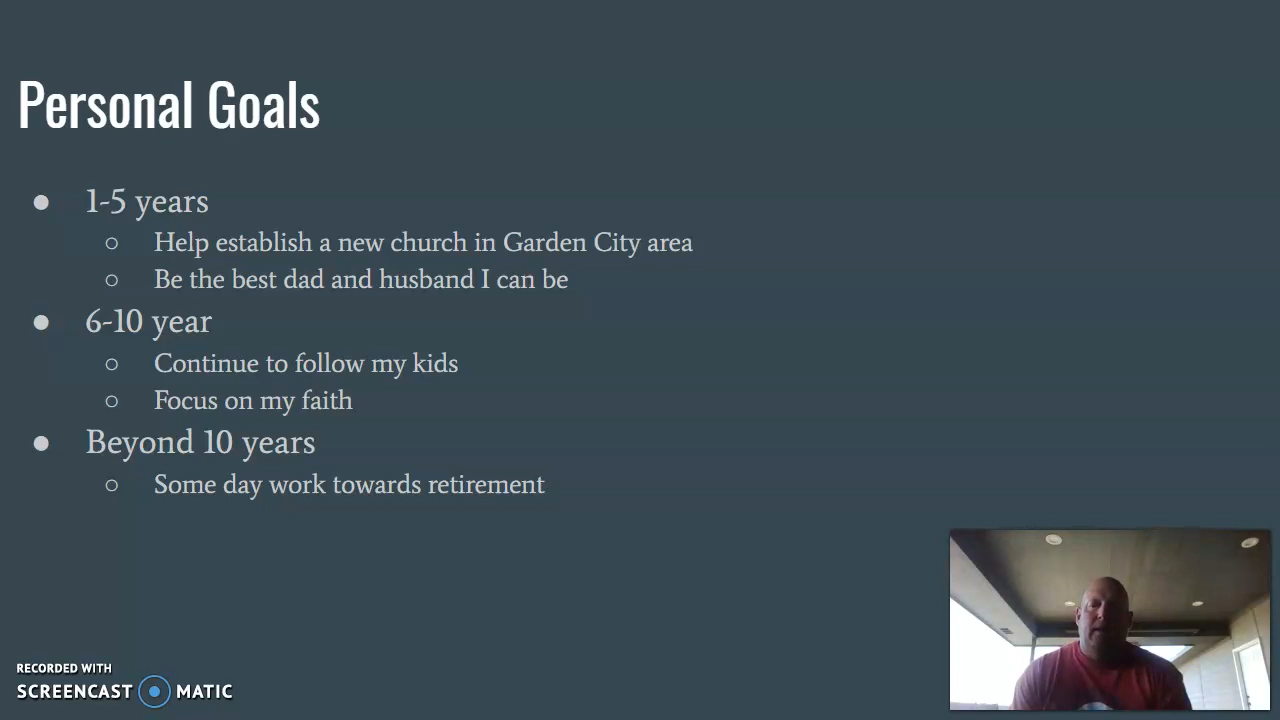 Personal Goals
● 1-5 years
○ Help establish a new church in Garden City area
○ Be the best dad and husband I can be
● 6-10 year
○ Continue to follow my kids
○ Focus on my faith
● Beyond 10 years
○ Some day work towards retirement
RECORDED WITH
SCREENCAST MATIC